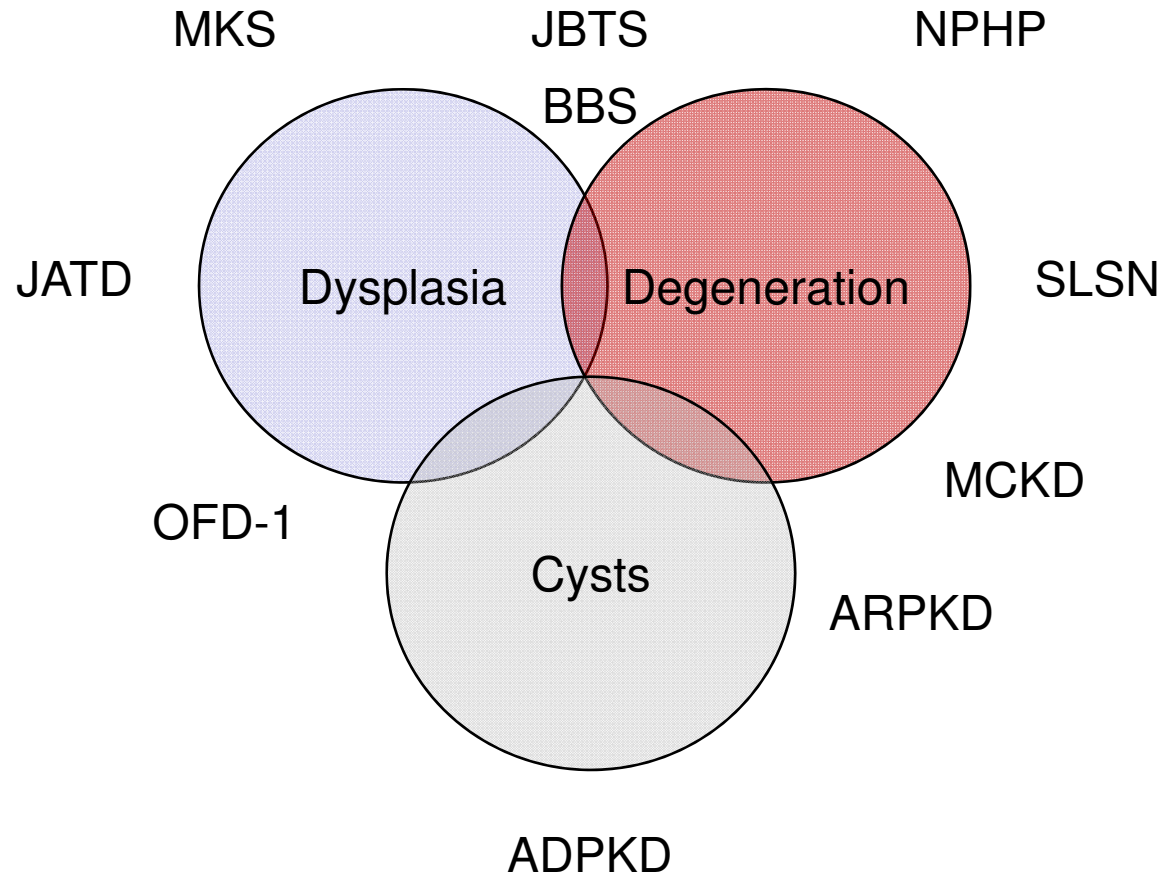 MKS JBTS NPHP
BBS
JATD Dysplasia Degeneration SLSN
MCKD
OFD-1
Cysts
ARPKD
ADPKD